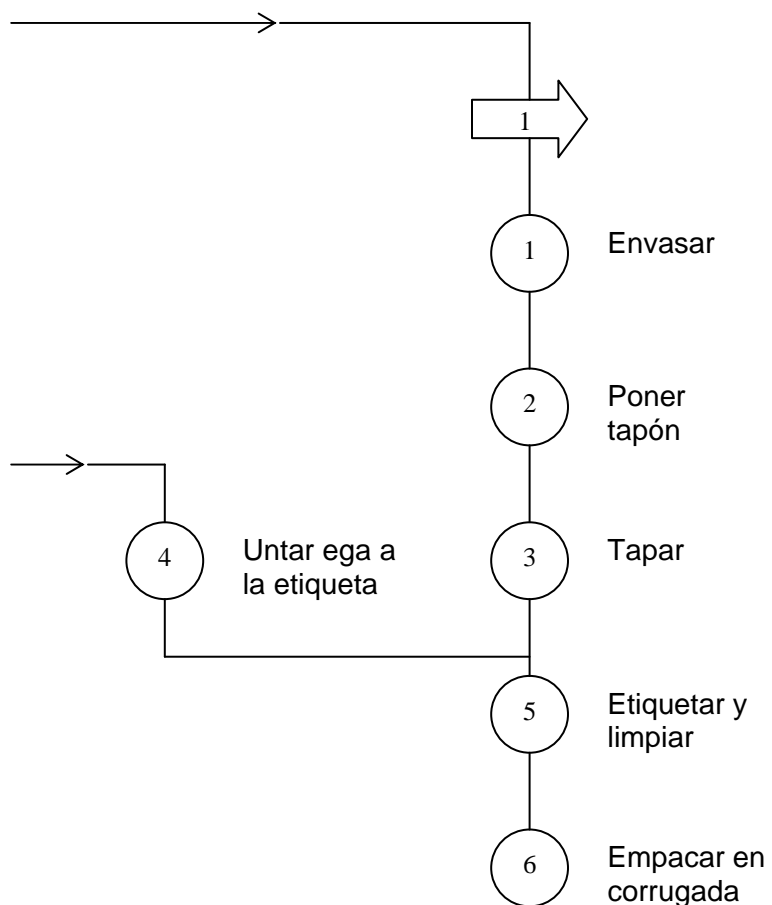 1
1 Envasar
2 Poner
tapón
4 Untar ega a
la etiqueta
3 Tapar
5 Etiquetar y
limpiar
6 Empacar en
corrugada